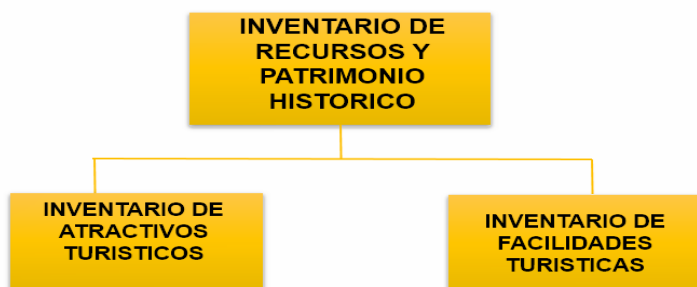 INVENTARIO DE
RECURSOS Y
PATRIMONIO
HISTORICO
INVENTARIO DE
ATRACTIVOS
TURISTICOS
INVENTARIO DE
FACILIDADES
TURISTICAS